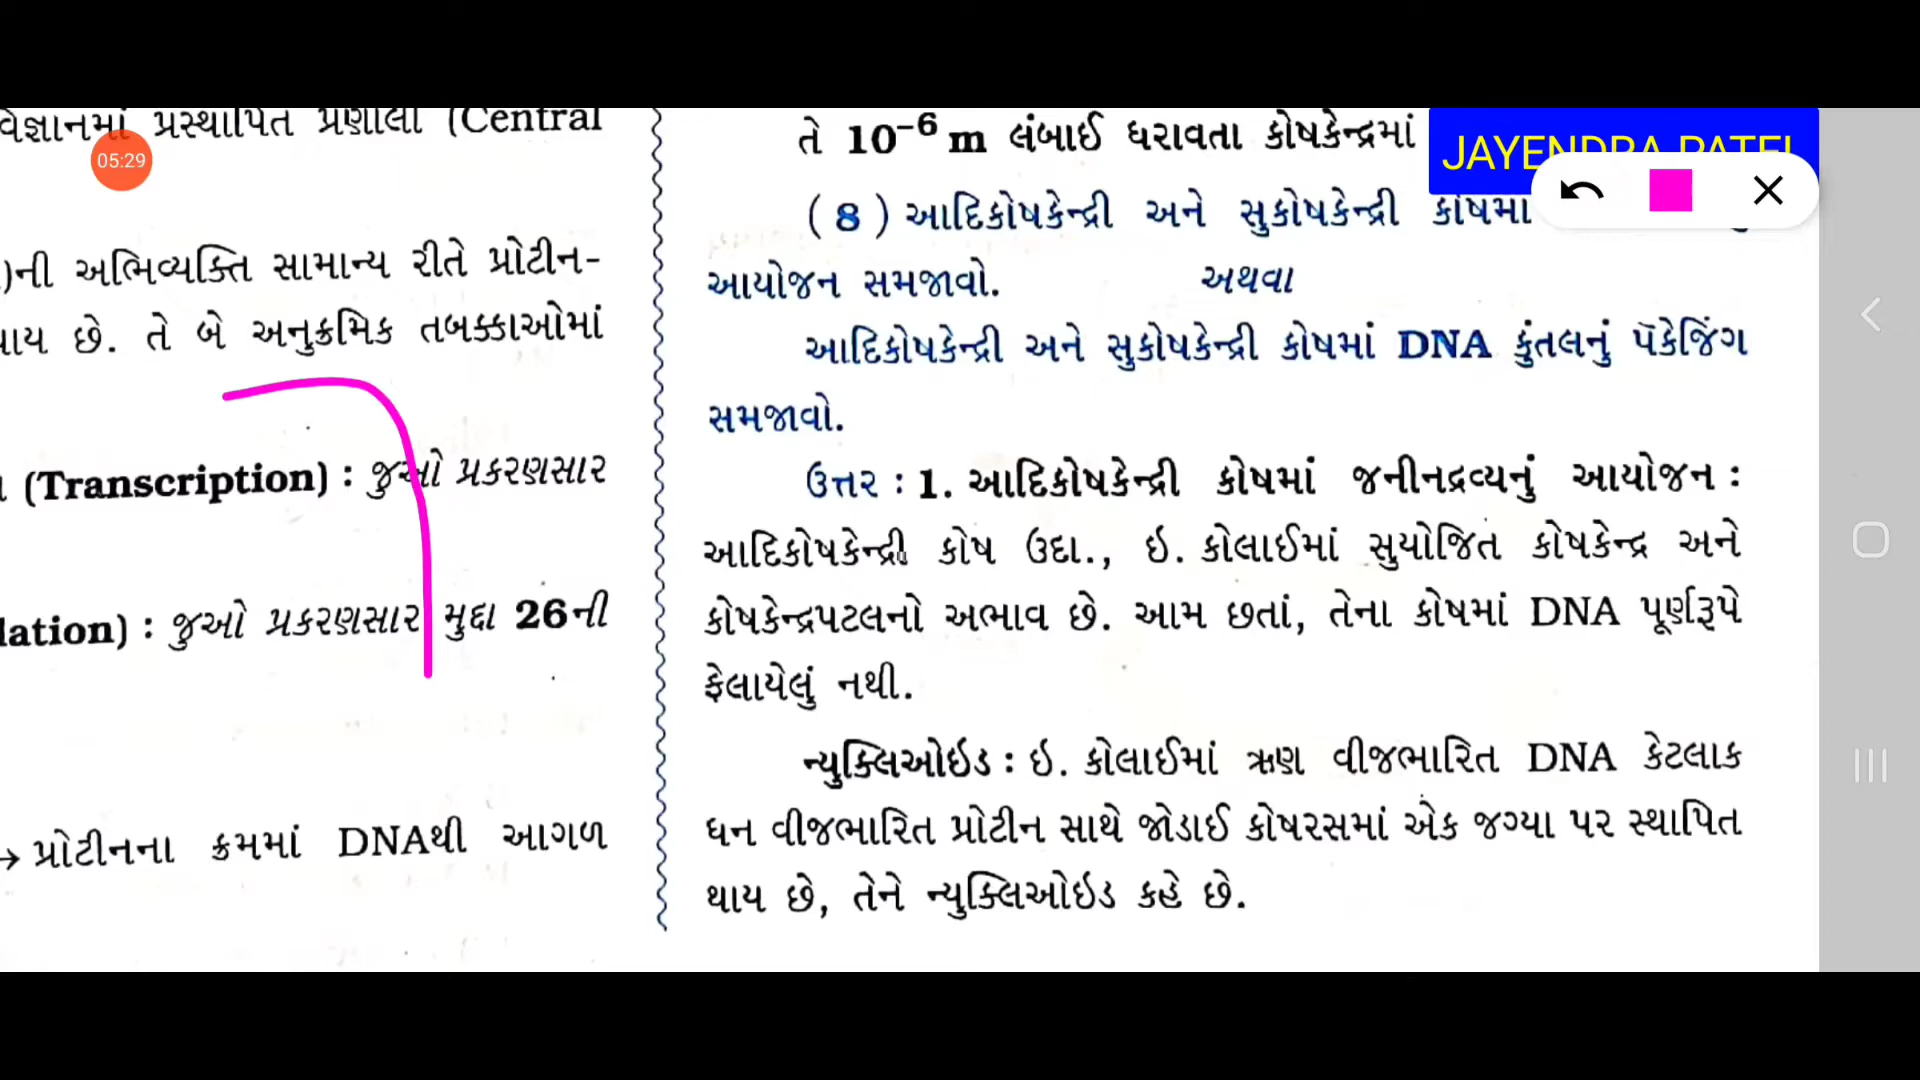 વિજ્ઞાનમાં પ્રસ્થાપિત પ્રણાલી (Central
05:29
)ની અભિવ્યક્તિ સામાન્ય રીતે પ્રોટીન-
થાય છે. તે બે અનુક્રમિક તબક્કાઓમાં
(Transcription) : જુઓ પ્રકરણસાર
lation) : જુઓ પ્રકરણસાર મુદ્દા 26ની
→ પ્રોટીનના ક્રમમાં DNAથી આગળ
તે 10⁻⁶ m લંબાઈ ધરાવતા કોષકેન્દ્રમાં
JAYENDRA PATEL
( 8 ) આદિકોષકેન્દ્રી અને સુકોષકેન્દ્રી કોષમાં
આયોજન સમજાવો. અથવા
આદિકોષકેન્દ્રી અને સુકોષકેન્દ્રી કોષમાં DNA કુંતલનું પૅકેજિંગ
સમજાવો.
ઉત્તર : 1. આદિકોષકેન્દ્રી કોષમાં જનીનદ્રવ્યનું આયોજન :
આદિકોષકેન્દ્રી કોષ ઉદા., ઇ. કોલાઈમાં સુયોજિત કોષકેન્દ્ર અને
કોષકેન્દ્રપટલનો અભાવ છે. આમ છતાં, તેના કોષમાં DNA પૂર્ણરૂપે
ફેલાયેલું નથી.
ન્યુક્લિઓઇડ : ઇ. કોલાઈમાં ઋણ વીજભારિત DNA કેટલાક
ધન વીજભારિત પ્રોટીન સાથે જોડાઈ કોષરસમાં એક જગ્યા પર સ્થાપિત
થાય છે, તેને ન્યુક્લિઓઇડ કહે છે.